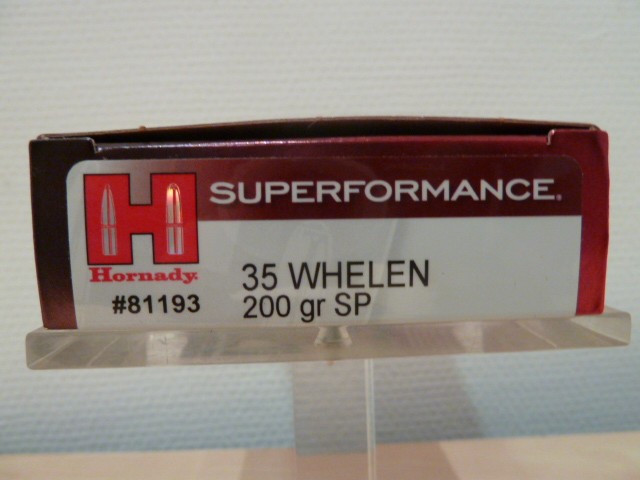 H
SUPERFORMANCE®
Hornady®
35 WHELEN
#81193
200 gr SP